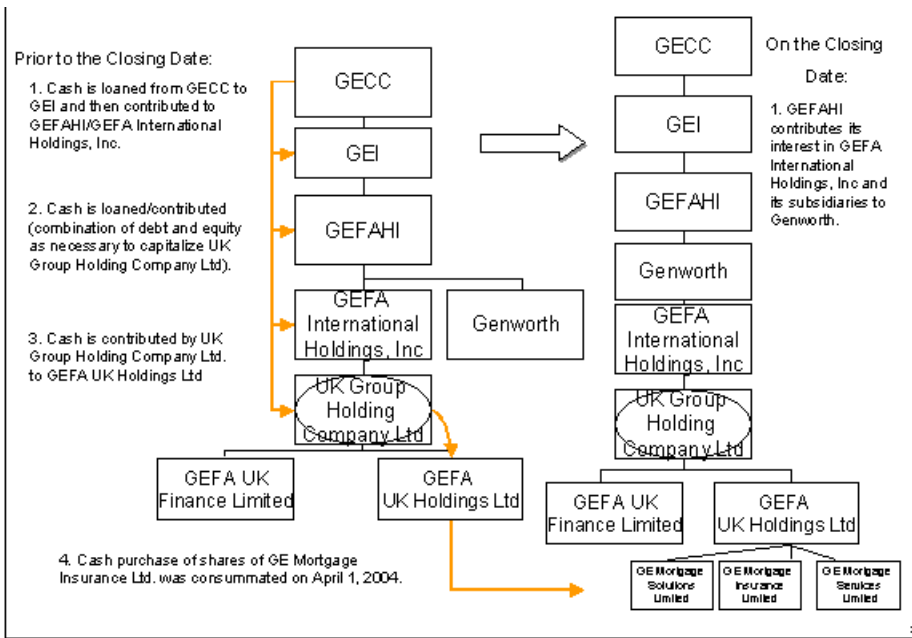 Prior to the Closing Date:
1. Cash is loaned from GECC to
GEI and then contributed to
GEFAHI/GEFA International
Holdings, Inc.
2. Cash is loaned/contributed
(combination of debt and equity
as necessary to capitalize UK
Group Holding Company Ltd).
3. Cash is contributed by UK
Group Holding Company Ltd.
to GEFA UK Holdings Ltd
GECC
GEI
GEFAHI
GEFA
International
Holdings, Inc
Genworth
UK Group
Holding
Company Ltd
GEFA UK
Finance Limited
GEFA
UK Holdings Ltd
4. Cash purchase of shares of GE Mortgage
Insurance Ltd. was consummated on April 1, 2004.
On the Closing
Date:
1. GEFAHI
contributes its
interest in GEFA
International
Holdings, Inc and
its subsidiaries to
Genworth.
GECC
GEI
GEFAHI
Genworth
GEFA
International
Holdings, Inc
UK Group
Holding
Company Ltd
GEFA UK
Finance Limited
GEFA
UK Holdings Ltd
GE Mortgage
Solutions
Limited
GE Mortgage
Insurance
Limited
GE Mortgage
Services
Limited